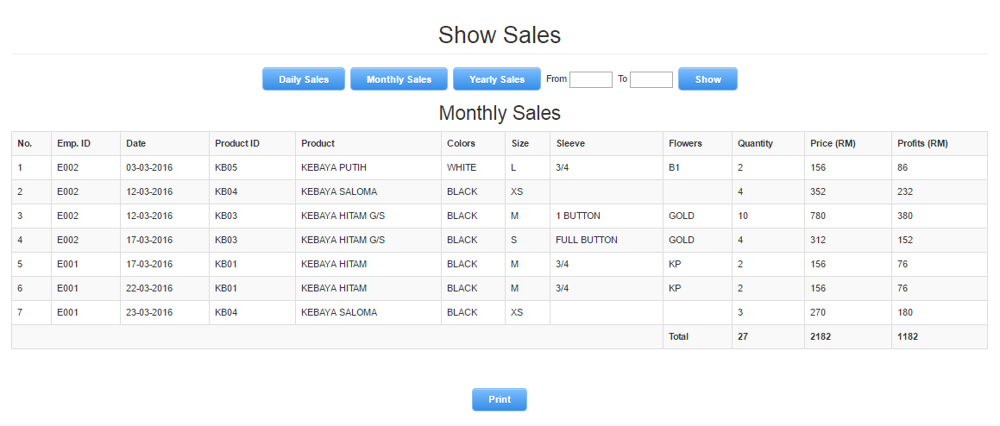 Show Sales
Daily Sales Monthly Sales Yearly Sales From To Show
Monthly Sales
No. Emp. ID Date Product ID Product Colors Size Sleeve Flowers Quantity Price (RM) Profits (RM)
1 E002 03-03-2016 KB05 KEBAYA PUTIH WHITE L 3/4 B1 2 156 86
2 E002 12-03-2016 KB04 KEBAYA SALOMA BLACK XS 4 352 232
3 E002 12-03-2016 KB03 KEBAYA HITAM G/S BLACK M 1 BUTTON GOLD 10 780 380
4 E002 17-03-2016 KB03 KEBAYA HITAM G/S BLACK S FULL BUTTON GOLD 4 312 152
5 E001 17-03-2016 KB01 KEBAYA HITAM BLACK M 3/4 KP 2 156 76
6 E001 22-03-2016 KB01 KEBAYA HITAM BLACK M 3/4 KP 2 156 76
7 E001 23-03-2016 KB04 KEBAYA SALOMA BLACK XS 3 270 180
Total 27 2182 1182
Print